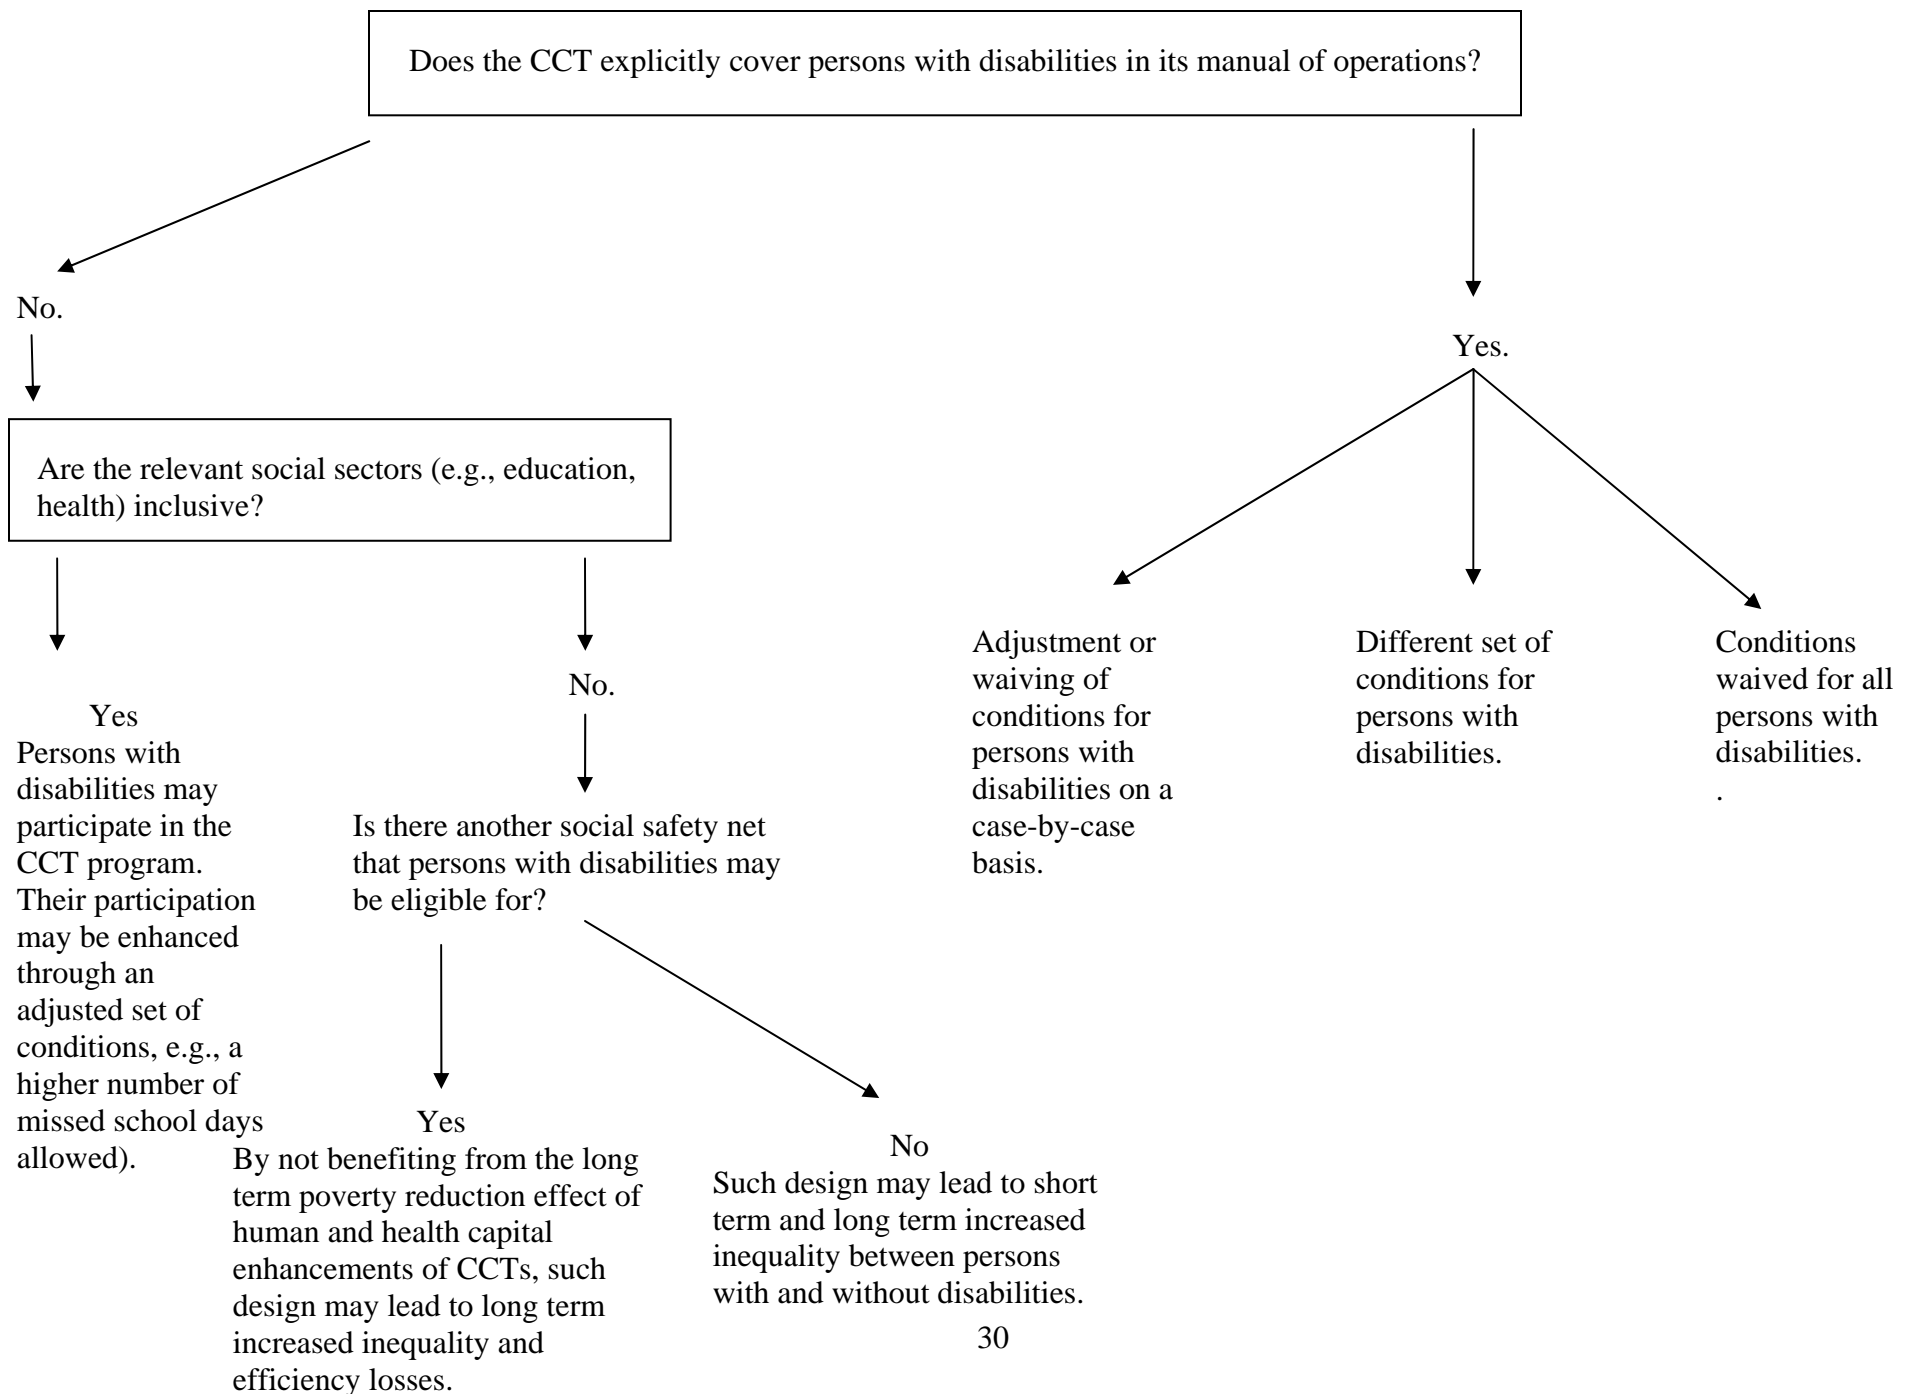 Does the CCT explicitly cover persons with disabilities in its manual of operations?
No.
Yes.
Are the relevant social sectors (e.g., education,
health) inclusive?
Yes
Persons with
disabilities may
participate in the
CCT program.
Their participation
may be enhanced
through an
adjusted set of
conditions, e.g., a
higher number of
missed school days
allowed).
No.
Is there another social safety net
that persons with disabilities may
be eligible for?
Yes
By not benefiting from the long
term poverty reduction effect of
human and health capital
enhancements of CCTs, such
design may lead to long term
increased inequality and
efficiency losses.
No
Such design may lead to short
term and long term increased
inequality between persons
with and without disabilities.
Adjustment or
waiving of
conditions for
persons with
disabilities on a
case-by-case
basis.
Different set of
conditions for
persons with
disabilities.
Conditions
waived for all
persons with
disabilities.
.
30